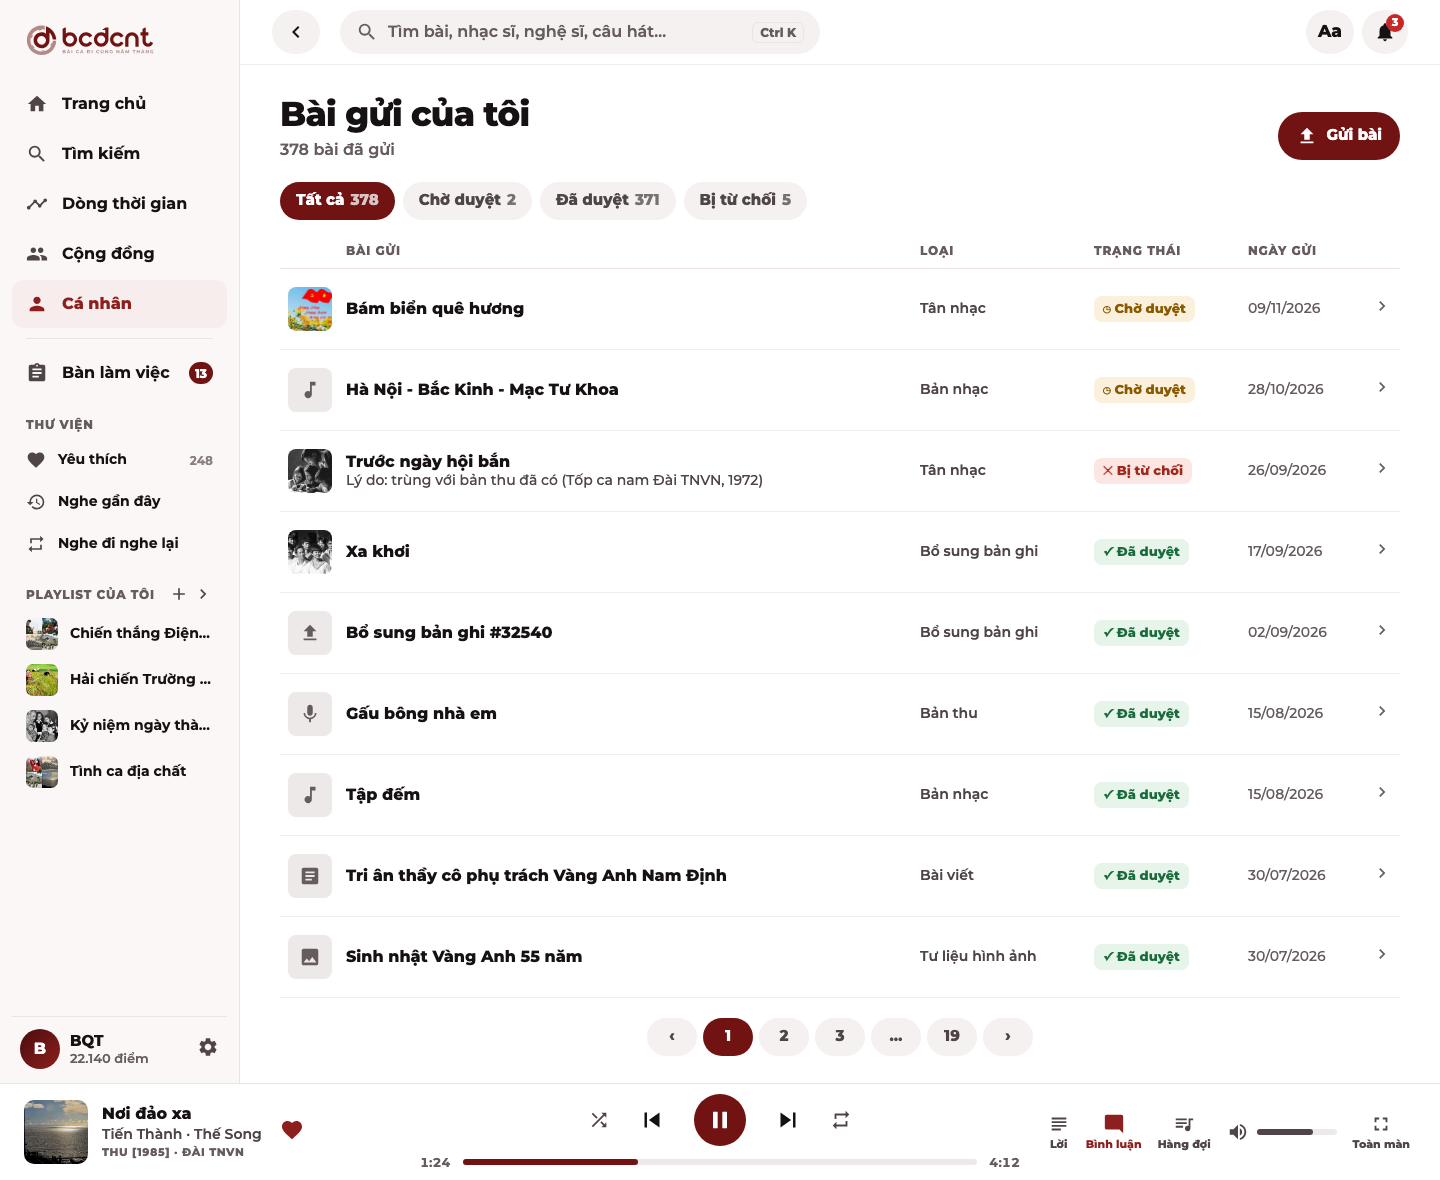 bcdcnt
BÀI CA ĐI CÙNG NĂM THÁNG
Trang chủ
Tìm kiếm
Dòng thời gian
Cộng đồng
Cá nhân
Bàn làm việc 13
THƯ VIỆN
Yêu thích 248
Nghe gần đây
Nghe đi nghe lại
PLAYLIST CỦA TÔI
Chiến thắng Điện...
Hải chiến Trường ...
Kỷ niệm ngày thà...
Tình ca địa chất
BQT
22.140 điểm
Tìm bài, nhạc sĩ, nghệ sĩ, câu hát... Ctrl K
Aa 3
Bài gửi của tôi
378 bài đã gửi
Gửi bài
Tất cả 378 Chờ duyệt 2 Đã duyệt 371 Bị từ chối 5
BÀI GỬI LOẠI TRẠNG THÁI NGÀY GỬI
Bám biển quê hương Tân nhạc Chờ duyệt 09/11/2026
Hà Nội - Bắc Kinh - Mạc Tư Khoa Bản nhạc Chờ duyệt 28/10/2026
Trước ngày hội bắn Tân nhạc Bị từ chối 26/09/2026
Lý do: trùng với bản thu đã có (Tốp ca nam Đài TNVN, 1972)
Xa khơi Bổ sung bản ghi Đã duyệt 17/09/2026
Bổ sung bản ghi #32540 Bổ sung bản ghi Đã duyệt 02/09/2026
Gấu bông nhà em Bản thu Đã duyệt 15/08/2026
Tập đếm Bản nhạc Đã duyệt 15/08/2026
Tri ân thầy cô phụ trách Vàng Anh Nam Định Bài viết Đã duyệt 30/07/2026
Sinh nhật Vàng Anh 55 năm Tư liệu hình ảnh Đã duyệt 30/07/2026
‹ 1 2 3 ... 19 ›
Nơi đảo xa
Tiến Thành · Thế Song
THU [1985] · ĐÀI TNVN
1:24 4:12
Lời Bình luận Hàng đợi Toàn màn